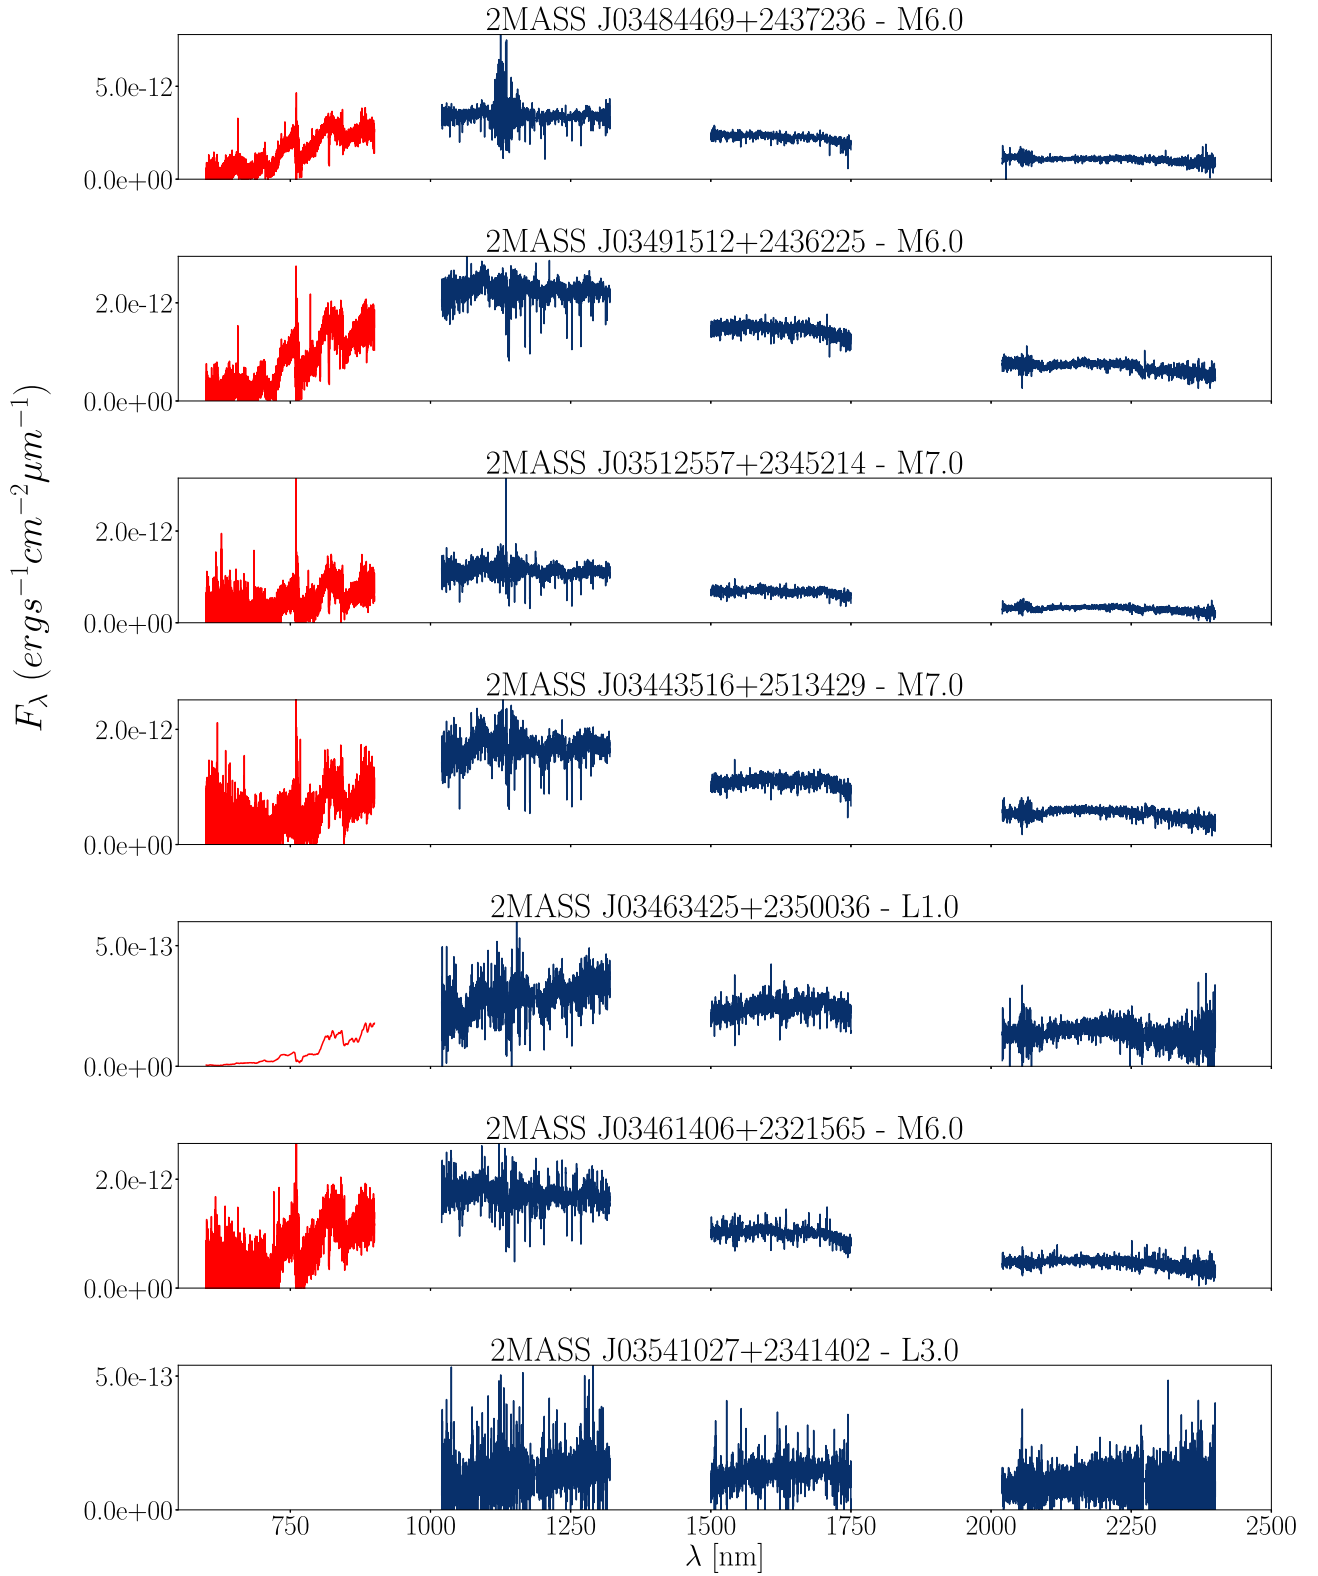 2MASS J03484469+2437236 - M6.0
5.0e-12
0.0e+00
2MASS J03491512+2436225 - M6.0
2.0e-12
0.0e+00
2MASS J03512557+2345214 - M7.0
2.0e-12
0.0e+00
F_λ (ergs⁻¹cm⁻²μm⁻¹)
2MASS J03443516+2513429 - M7.0
2.0e-12
0.0e+00
2MASS J03463425+2350036 - L1.0
5.0e-13
0.0e+00
2MASS J03461406+2321565 - M6.0
2.0e-12
0.0e+00
2MASS J03541027+2341402 - L3.0
5.0e-13
0.0e+00
750 1000 1250 1500 1750 2000 2250 2500
λ [nm]